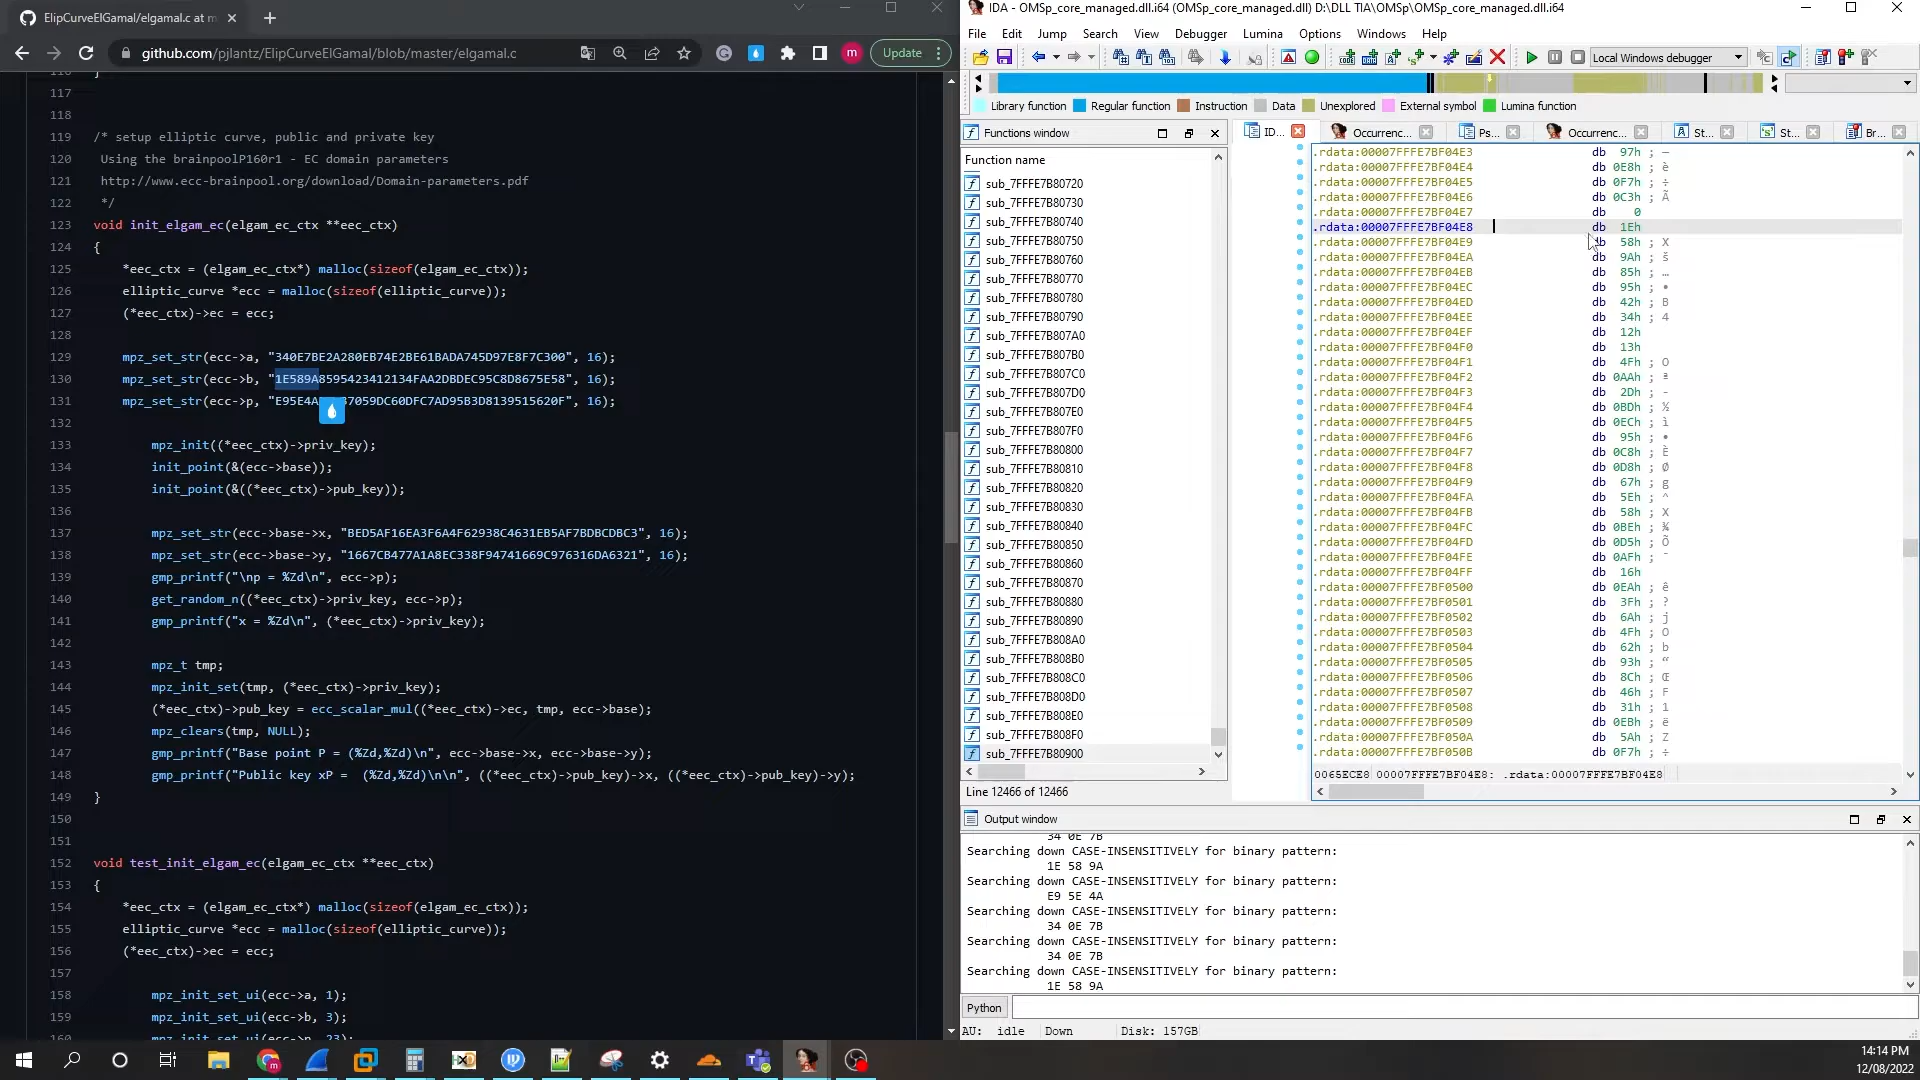 ElipCurveElGamal/elgamal.c at m
github.com/pjlantz/ElipCurveElGamal/blob/master/elgamal.c
Update
117
118
119 /* setup elliptic curve, public and private key
120 Using the brainpoolP160r1 - EC domain parameters
121 http://www.ecc-brainpool.org/download/Domain-parameters.pdf
122 */
123 void init_elgam_ec(elgam_ec_ctx **eec_ctx)
124 {
125 *eec_ctx = (elgam_ec_ctx*) malloc(sizeof(elgam_ec_ctx));
126 elliptic_curve *ecc = malloc(sizeof(elliptic_curve));
127 (*eec_ctx)->ec = ecc;
128
129 mpz_set_str(ecc->a, "340E7BE2A280EB74E2BE61BADA745D97E8F7C300", 16);
130 mpz_set_str(ecc->b, "1E589A8595423412134FAA2DBDEC95C8D8675E58", 16);
131 mpz_set_str(ecc->p, "E95E4A 37059DC60DFC7AD95B3D8139515620F", 16);
132
133 mpz_init((*eec_ctx)->priv_key);
134 init_point(&(ecc->base));
135 init_point(&((*eec_ctx)->pub_key));
136
137 mpz_set_str(ecc->base->x, "BED5AF16EA3F6A4F62938C4631EB5AF7BDBCDBC3", 16);
138 mpz_set_str(ecc->base->y, "1667CB477A1A8EC338F94741669C976316DA6321", 16);
139 gmp_printf("\np = %Zd\n", ecc->p);
140 get_random_n((*eec_ctx)->priv_key, ecc->p);
141 gmp_printf("x = %Zd\n", (*eec_ctx)->priv_key);
142
143 mpz_t tmp;
144 mpz_init_set(tmp, (*eec_ctx)->priv_key);
145 (*eec_ctx)->pub_key = ecc_scalar_mul((*eec_ctx)->ec, tmp, ecc->base);
146 mpz_clears(tmp, NULL);
147 gmp_printf("Base point P = (%Zd,%Zd)\n", ecc->base->x, ecc->base->y);
148 gmp_printf("Public key xP =  (%Zd,%Zd)\n\n", ((*eec_ctx)->pub_key)->x, ((*eec_ctx)->pub_key)->y);
149 }
150
151
152 void test_init_elgam_ec(elgam_ec_ctx **eec_ctx)
153 {
154 *eec_ctx = (elgam_ec_ctx*) malloc(sizeof(elgam_ec_ctx));
155 elliptic_curve *ecc = malloc(sizeof(elliptic_curve));
156 (*eec_ctx)->ec = ecc;
157
158 mpz_init_set_ui(ecc->a, 1);
159 mpz_init_set_ui(ecc->b, 3);
IDA - OMSp_core_managed.dll.i64 (OMSp_core_managed.dll) D:\DLL TIA\OMSp\OMSp_core_managed.dll.i64
File Edit Jump Search View Debugger Lumina Options Windows Help
Local Windows debugger
Library function Regular function Instruction Data Unexplored External symbol Lumina function
Functions window
ID... Occurrenc... Ps... Occurrenc... St... St... Br...
Function name
sub_7FFFE7B80720
sub_7FFFE7B80730
sub_7FFFE7B80740
sub_7FFFE7B80750
sub_7FFFE7B80760
sub_7FFFE7B80770
sub_7FFFE7B80780
sub_7FFFE7B80790
sub_7FFFE7B807A0
sub_7FFFE7B807B0
sub_7FFFE7B807C0
sub_7FFFE7B807D0
sub_7FFFE7B807E0
sub_7FFFE7B807F0
sub_7FFFE7B80800
sub_7FFFE7B80810
sub_7FFFE7B80820
sub_7FFFE7B80830
sub_7FFFE7B80840
sub_7FFFE7B80850
sub_7FFFE7B80860
sub_7FFFE7B80870
sub_7FFFE7B80880
sub_7FFFE7B80890
sub_7FFFE7B808A0
sub_7FFFE7B808B0
sub_7FFFE7B808C0
sub_7FFFE7B808D0
sub_7FFFE7B808E0
sub_7FFFE7B808F0
sub_7FFFE7B80900
Line 12466 of 12466
.rdata:00007FFFE7BF04E3 db 97h ; —
.rdata:00007FFFE7BF04E4 db 0E8h ; è
.rdata:00007FFFE7BF04E5 db 0F7h ; ÷
.rdata:00007FFFE7BF04E6 db 0C3h ; Ã
.rdata:00007FFFE7BF04E7 db 0
.rdata:00007FFFE7BF04E8 db 1Eh
.rdata:00007FFFE7BF04E9 db 58h ; X
.rdata:00007FFFE7BF04EA db 9Ah ; š
.rdata:00007FFFE7BF04EB db 85h ; …
.rdata:00007FFFE7BF04EC db 95h ; •
.rdata:00007FFFE7BF04ED db 42h ; B
.rdata:00007FFFE7BF04EE db 34h ; 4
.rdata:00007FFFE7BF04EF db 12h
.rdata:00007FFFE7BF04F0 db 13h
.rdata:00007FFFE7BF04F1 db 4Fh ; O
.rdata:00007FFFE7BF04F2 db 0AAh ; ª
.rdata:00007FFFE7BF04F3 db 2Dh ; -
.rdata:00007FFFE7BF04F4 db 0BDh ; ½
.rdata:00007FFFE7BF04F5 db 0ECh ; ì
.rdata:00007FFFE7BF04F6 db 95h ; •
.rdata:00007FFFE7BF04F7 db 0C8h ; È
.rdata:00007FFFE7BF04F8 db 0D8h ; Ø
.rdata:00007FFFE7BF04F9 db 67h ; g
.rdata:00007FFFE7BF04FA db 5Eh ; ^
.rdata:00007FFFE7BF04FB db 58h ; X
.rdata:00007FFFE7BF04FC db 0BEh ; ¾
.rdata:00007FFFE7BF04FD db 0D5h ; Õ
.rdata:00007FFFE7BF04FE db 0AFh ; ¯
.rdata:00007FFFE7BF04FF db 16h
.rdata:00007FFFE7BF0500 db 0EAh ; ê
.rdata:00007FFFE7BF0501 db 3Fh ; ?
.rdata:00007FFFE7BF0502 db 6Ah ; j
.rdata:00007FFFE7BF0503 db 4Fh ; O
.rdata:00007FFFE7BF0504 db 62h ; b
.rdata:00007FFFE7BF0505 db 93h ; “
.rdata:00007FFFE7BF0506 db 8Ch ; Œ
.rdata:00007FFFE7BF0507 db 46h ; F
.rdata:00007FFFE7BF0508 db 31h ; 1
.rdata:00007FFFE7BF0509 db 0EBh ; ë
.rdata:00007FFFE7BF050A db 5Ah ; Z
.rdata:00007FFFE7BF050B db 0F7h ; ÷
0065ECE8 00007FFFE7BF04E8: .rdata:00007FFFE7BF04E8
Output window
34 0E 7B
Searching down CASE-INSENSITIVELY for binary pattern:
1E 58 9A
Searching down CASE-INSENSITIVELY for binary pattern:
E9 5E 4A
Searching down CASE-INSENSITIVELY for binary pattern:
34 0E 7B
Searching down CASE-INSENSITIVELY for binary pattern:
34 0E 7B
Searching down CASE-INSENSITIVELY for binary pattern:
1E 58 9A
Python
AU: idle Down Disk: 157GB
14:14 PM
12/08/2022